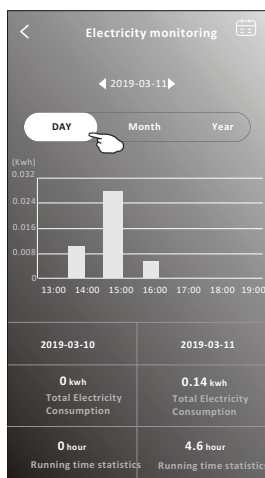 Electricity monitoring
2019-03-11
DAY Month Year
(Kwh)
0.032
0.024
0.016
0.008
0
13:00 14:00 15:00 16:00 17:00 18:00 19:00
2019-03-10 2019-03-11
0 kwh 0.14 kwh
Total Electricity Total Electricity
Consumption Consumption
0 hour 4.6 hour
Running time statistics Running time statistic